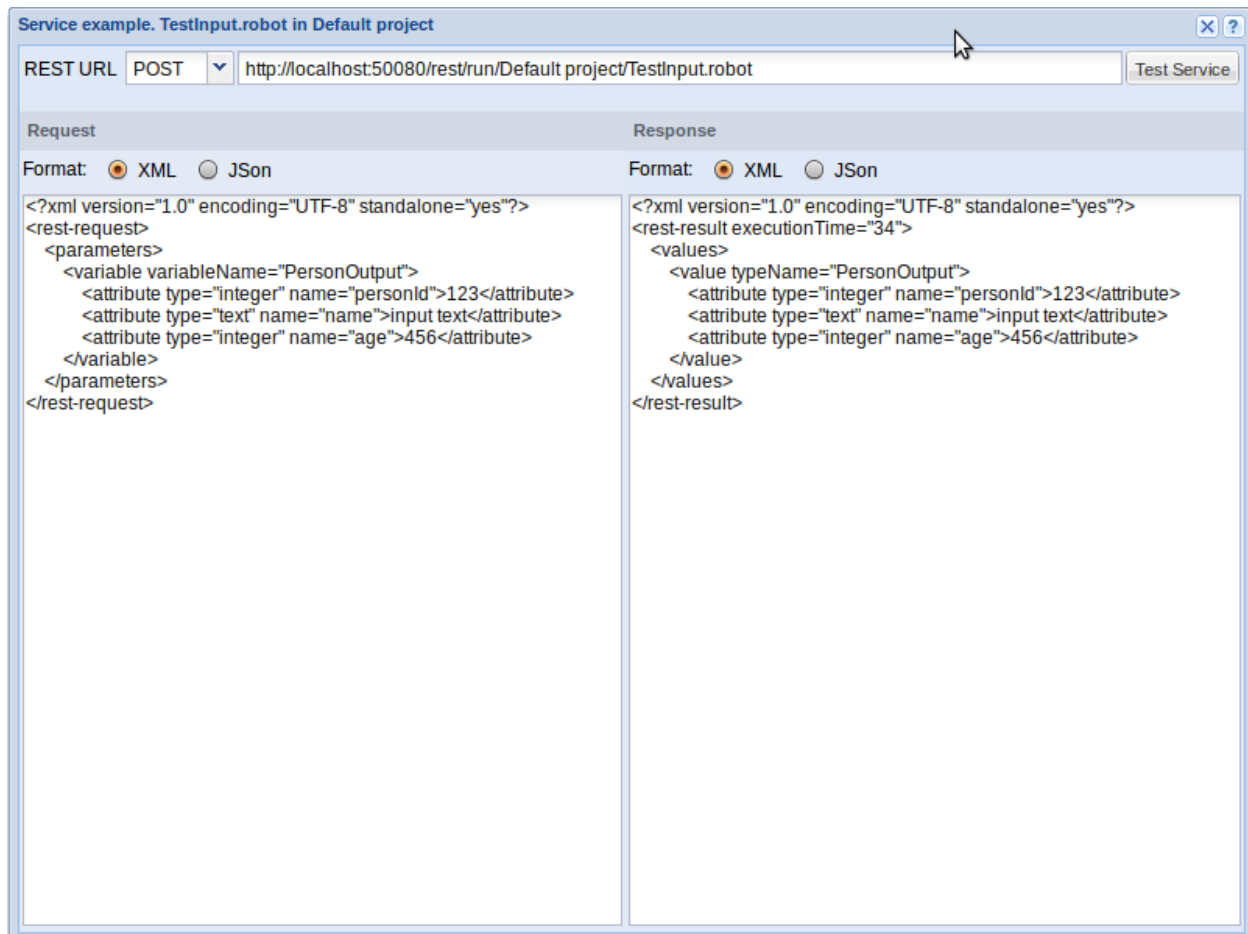 Service example. TestInput.robot in Default project
REST URL POST http://localhost:50080/rest/run/Default project/TestInput.robot Test Service
Request
Format: XML JSon
<?xml version="1.0" encoding="UTF-8" standalone="yes"?>
<rest-request>
<parameters>
<variable variableName="PersonOutput">
<attribute type="integer" name="personId">123</attribute>
<attribute type="text" name="name">input text</attribute>
<attribute type="integer" name="age">456</attribute>
</variable>
</parameters>
</rest-request>
Response
Format: XML JSon
<?xml version="1.0" encoding="UTF-8" standalone="yes"?>
<rest-result executionTime="34">
<values>
<value typeName="PersonOutput">
<attribute type="integer" name="personId">123</attribute>
<attribute type="text" name="name">input text</attribute>
<attribute type="integer" name="age">456</attribute>
</value>
</values>
</rest-result>